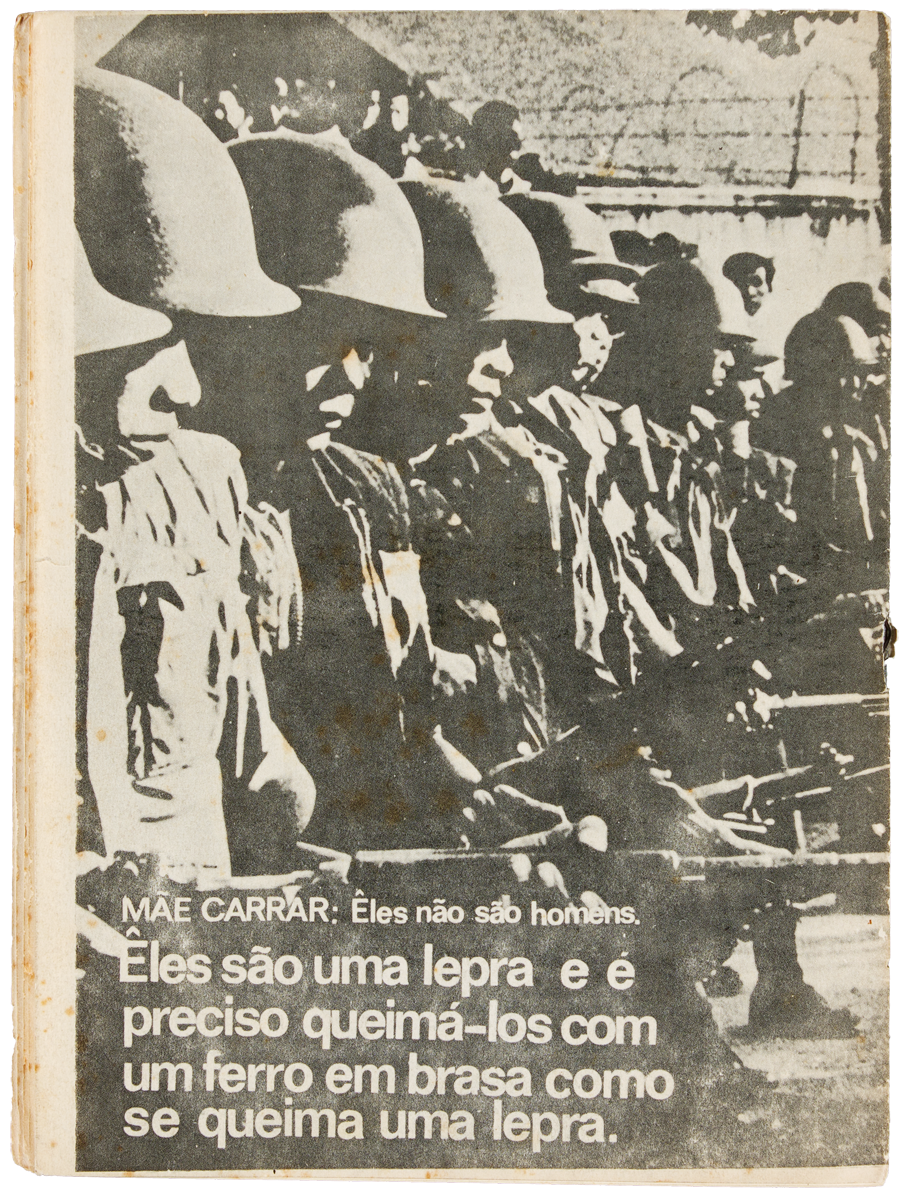 MÃE CARRAR: Êles não são homens.
Êles são uma lepra e é
preciso queimá-los com
um ferro em brasa como
se queima uma lepra.